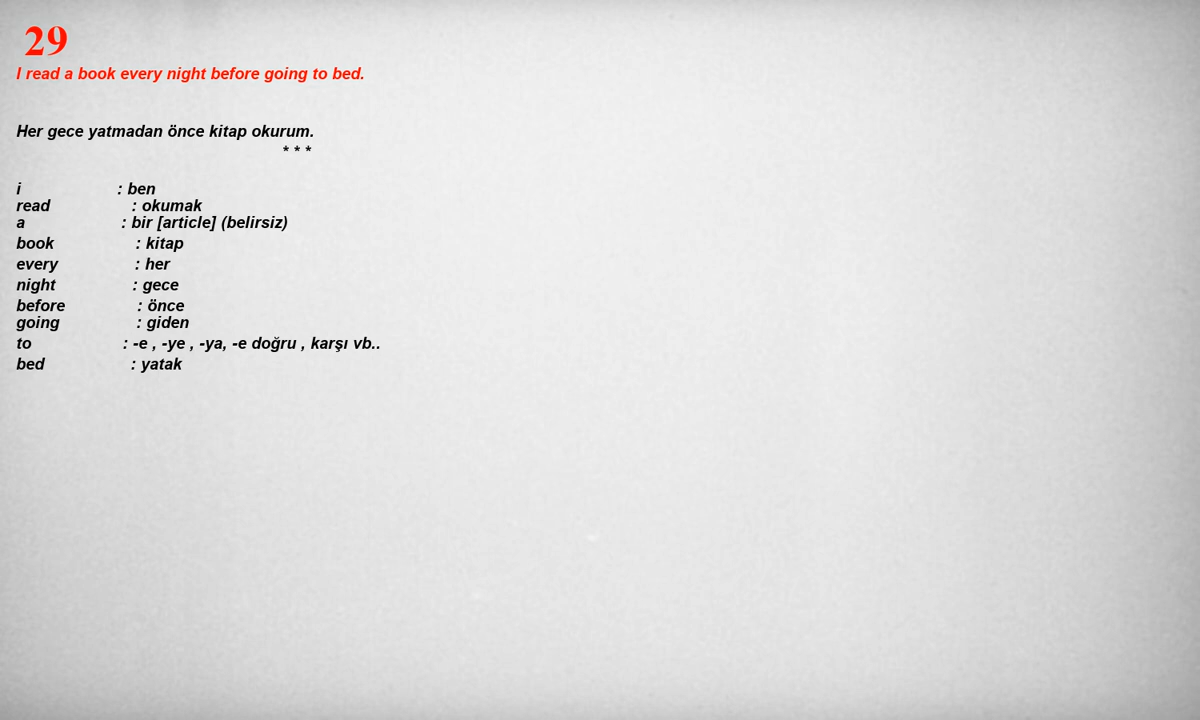 29
I read a book every night before going to bed.
Her gece yatmadan önce kitap okurum.
* * *
i : ben
read : okumak
a : bir [article] (belirsiz)
book : kitap
every : her
night : gece
before : önce
going : giden
to : -e , -ye , -ya, -e doğru , karşı vb..
bed : yatak